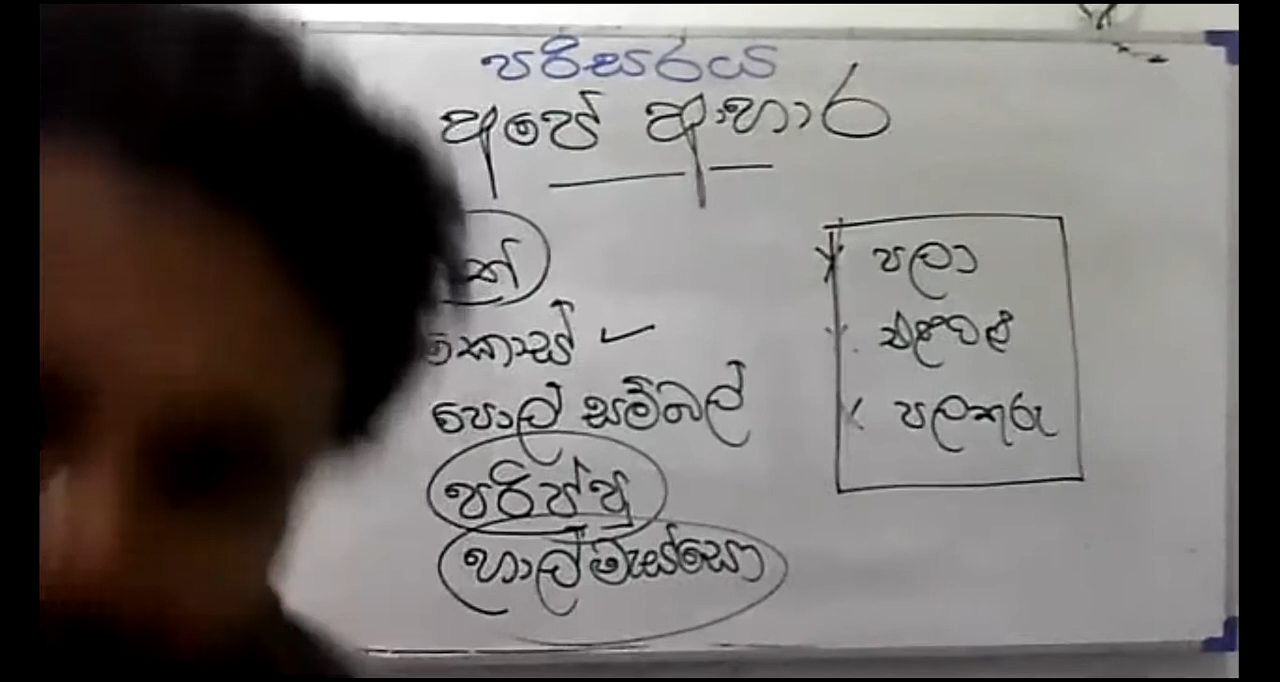 පරිසරය
අපේ ආහාර
කොස්
පොල් සම්බල්
පරිප්පු
හාල්මැස්සෝ
පලා
එළවළු
පලතුරු